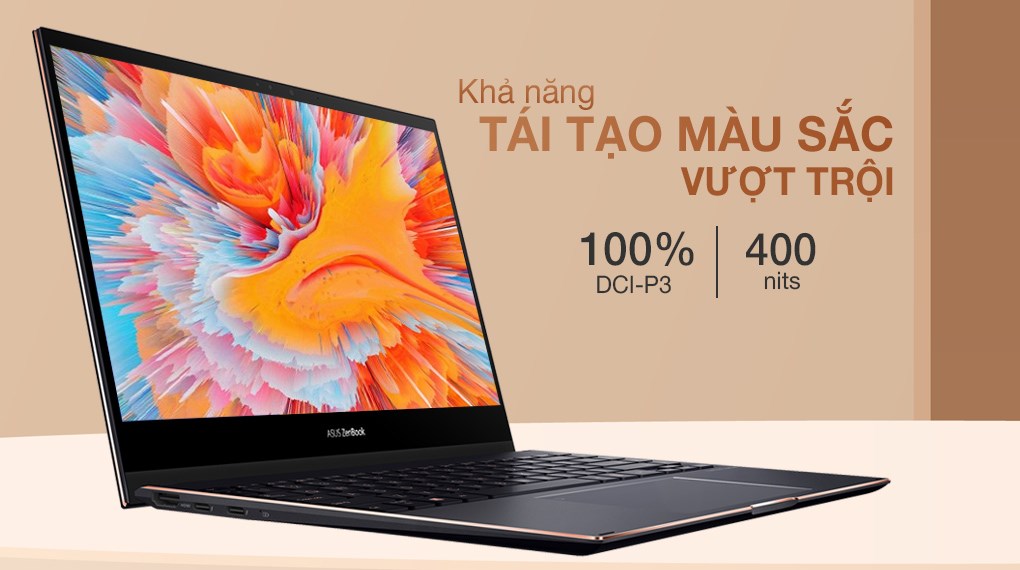 Khả năng
TÁI TẠO MÀU SẮC
VƯỢT TRỘI
100%
DCI-P3
400
nits
ASUS ZenBook